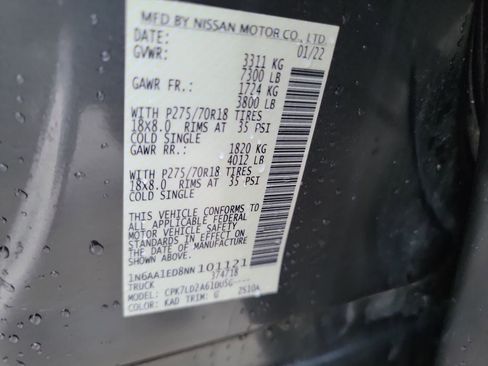 MFD BY NISSAN MOTOR CO., LTD.
DATE: 01/22
GVWR: 3311 KG
7300 LB
GAWR FR.: 1724 KG
3800 LB
WITH P275/70R18 TIRES
18x8.0 RIMS AT 35 PSI
COLD SINGLE
GAWR RR.: 1820 KG
4012 LB
WITH P275/70R18 TIRES
18x8.0 RIMS AT 35 PSI
COLD SINGLE
THIS VEHICLE CONFORMS TO
ALL APPLICABLE FEDERAL
MOTOR VEHICLE SAFETY
STANDARDS IN EFFECT ON
THE DATE OF MANUFACTURE
SHOWN ABOVE.
1N6AA1ED8NN101121
TRUCK 374718
MODEL: CPK7LD2A610USG----
COLOR: KAD TRIM: G 2510A